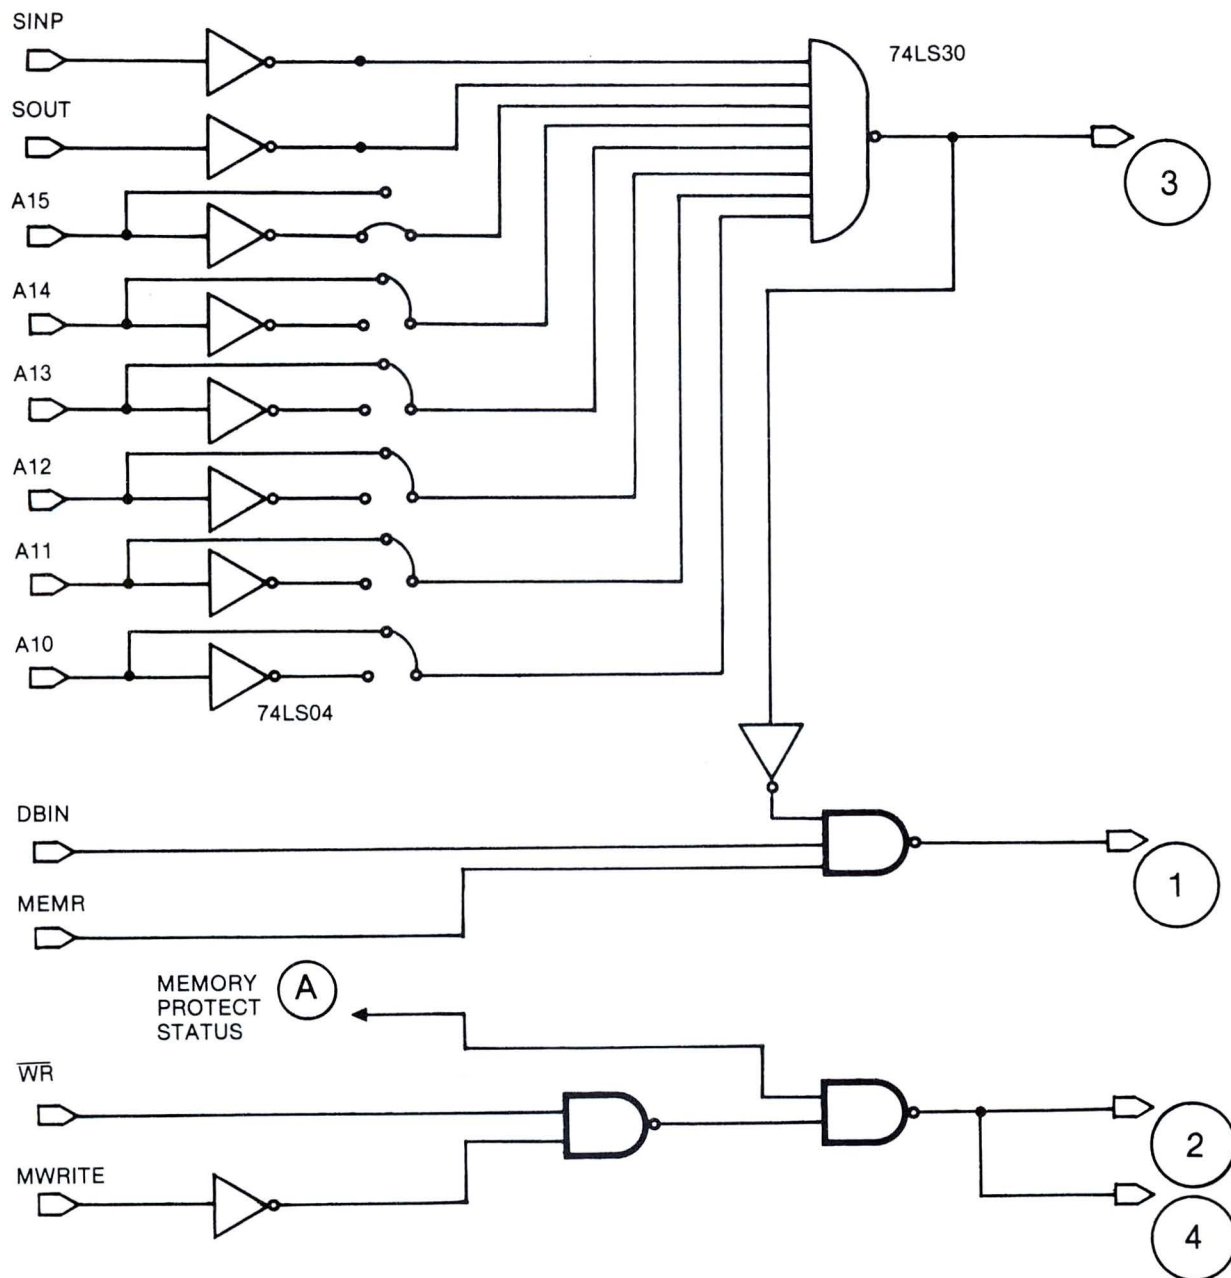 SINP
74LS30
SOUT
3
A15
A14
A13
A12
A11
A10
74LS04
DBIN
1
MEMR
MEMORY
PROTECT
STATUS
A
W̅R̅
2
MWRITE
4